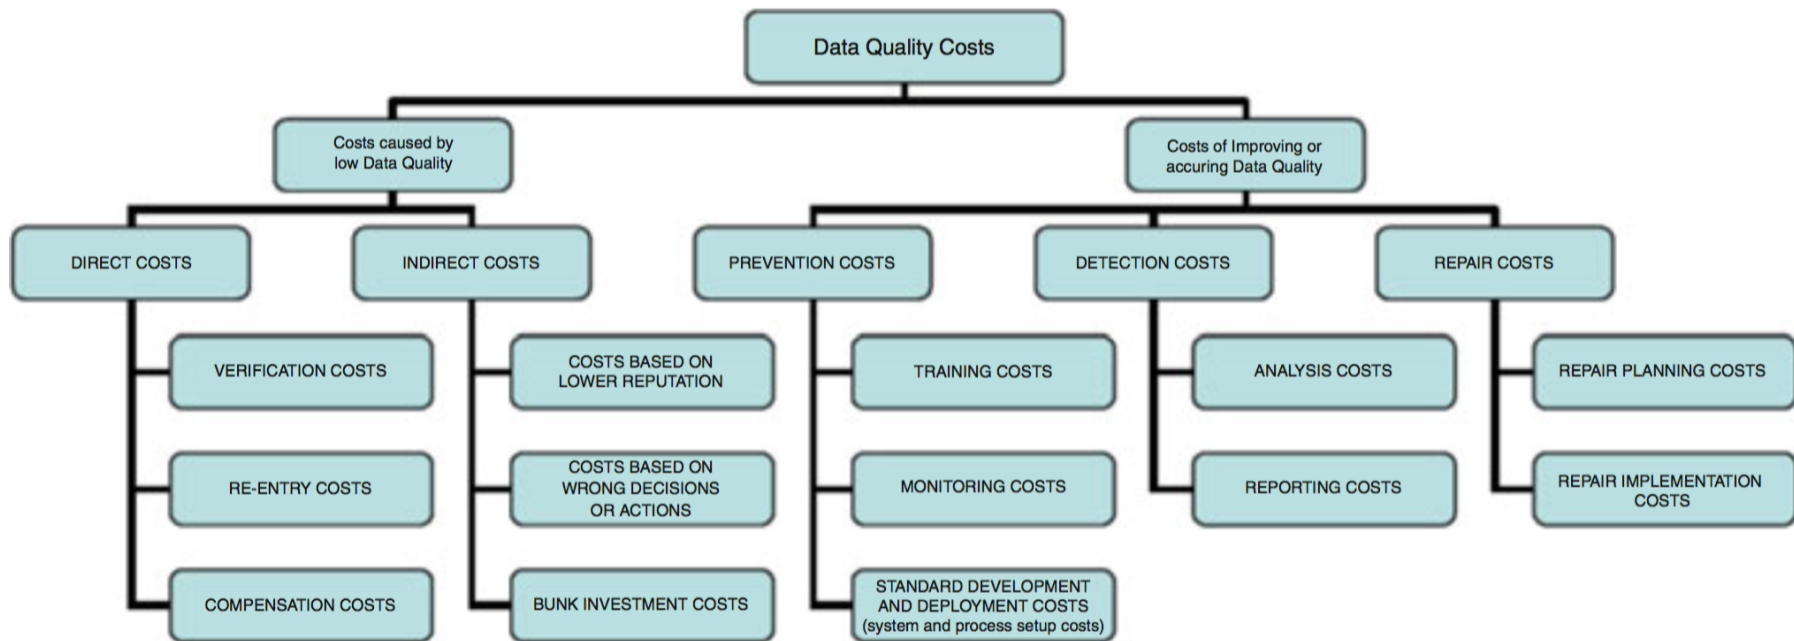 Data Quality Costs
Costs caused by
low Data Quality
Costs of Improving or
accuring Data Quality
DIRECT COSTS
INDIRECT COSTS
PREVENTION COSTS
DETECTION COSTS
REPAIR COSTS
VERIFICATION COSTS
COSTS BASED ON
LOWER REPUTATION
TRAINING COSTS
ANALYSIS COSTS
REPAIR PLANNING COSTS
RE-ENTRY COSTS
COSTS BASED ON
WRONG DECISIONS
OR ACTIONS
MONITORING COSTS
REPORTING COSTS
REPAIR IMPLEMENTATION
COSTS
COMPENSATION COSTS
BUNK INVESTMENT COSTS
STANDARD DEVELOPMENT
AND DEPLOYMENT COSTS
(system and process setup costs)